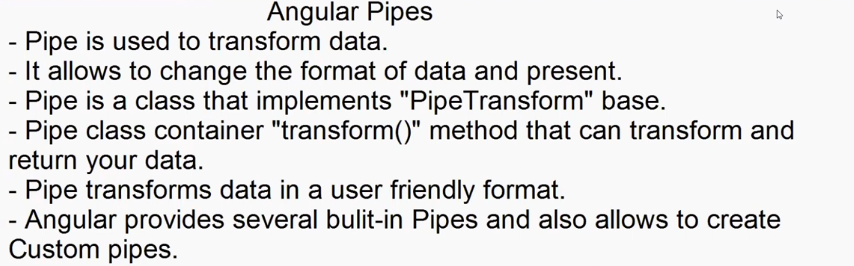 Angular Pipes
- Pipe is used to transform data.
- It allows to change the format of data and present.
- Pipe is a class that implements "PipeTransform" base.
- Pipe class container "transform()" method that can transform and
return your data.
- Pipe transforms data in a user friendly format.
- Angular provides several bulit-in Pipes and also allows to create
Custom pipes.